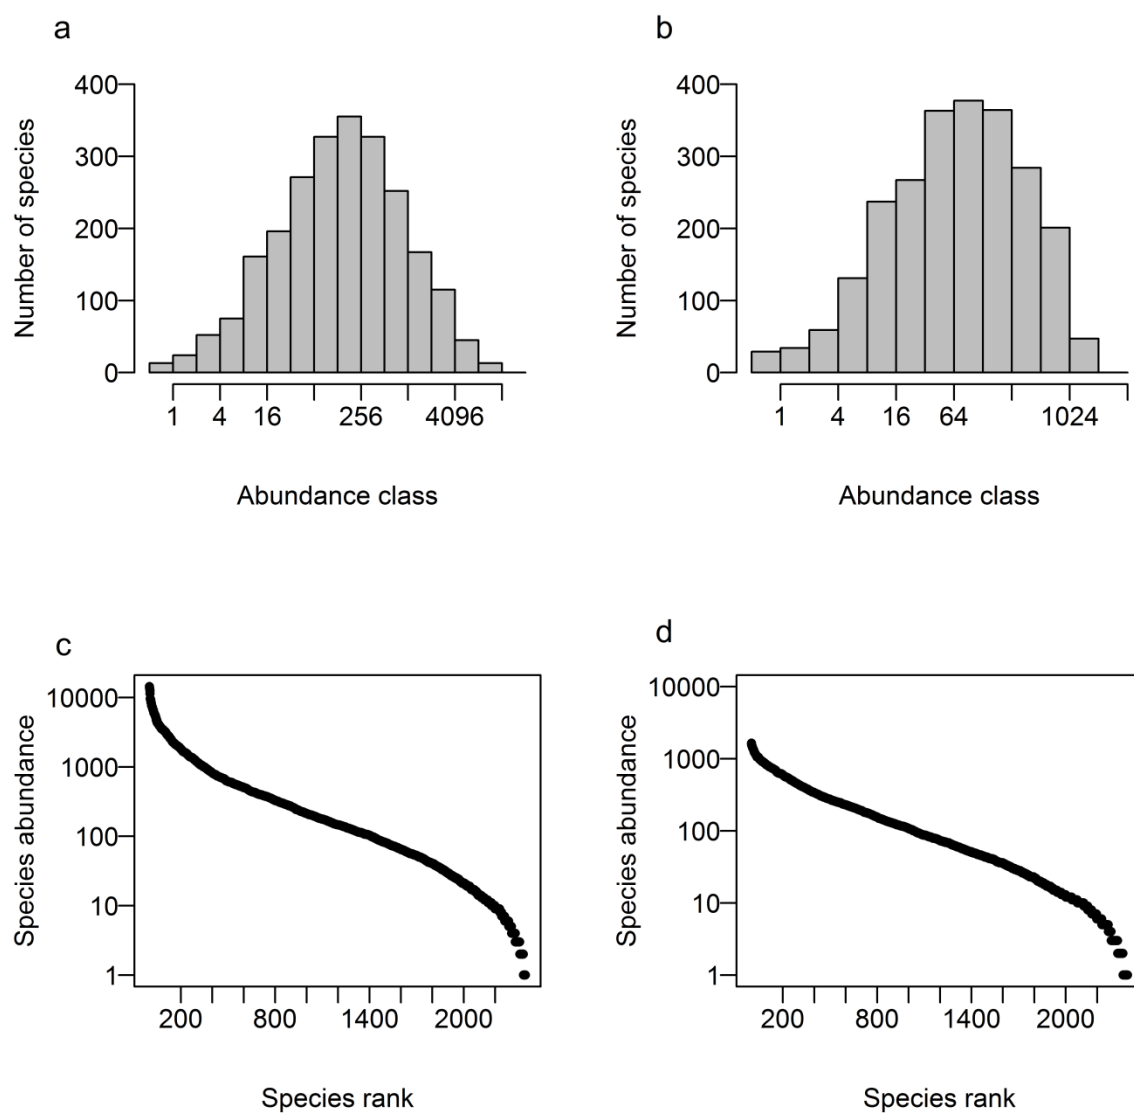 a
400
300
200
100
0
Number of species
1 4 16 256 4096
Abundance class
b
400
300
200
100
0
Number of species
1 4 16 64 1024
Abundance class
c
10000
1000
100
10
1
Species abundance
200 800 1400 2000
Species rank
d
10000
1000
100
10
1
Species abundance
200 800 1400 2000
Species rank